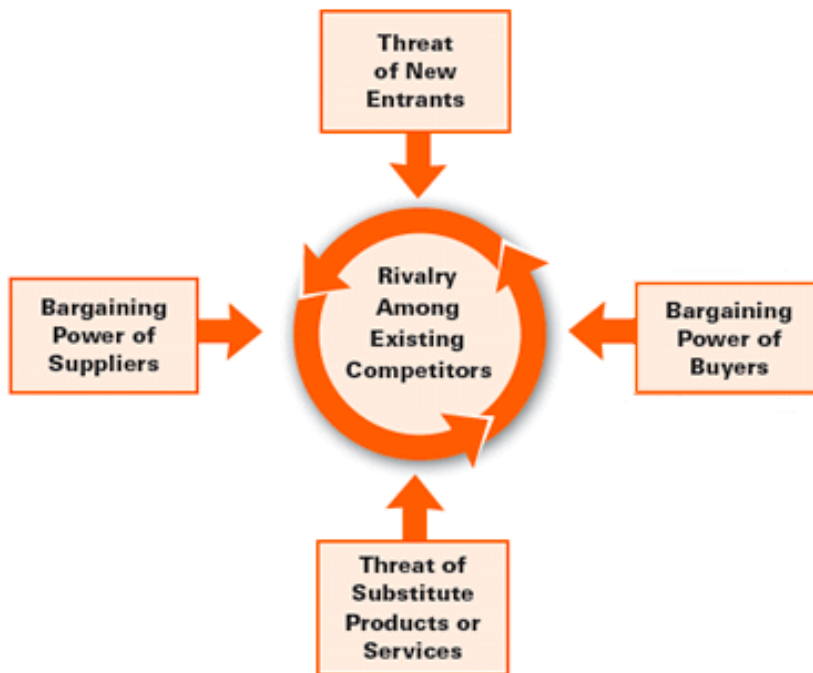 Threat
of New
Entrants
Rivalry
Among
Existing
Competitors
Bargaining
Power of
Suppliers
Bargaining
Power of
Buyers
Threat of
Substitute
Products or
Services